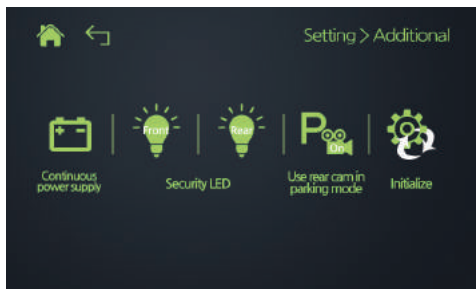 Setting > Additional
Front
Rear
P
On
Continuous
power supply
Security LED
Use rear cam in
parking mode
Initialize